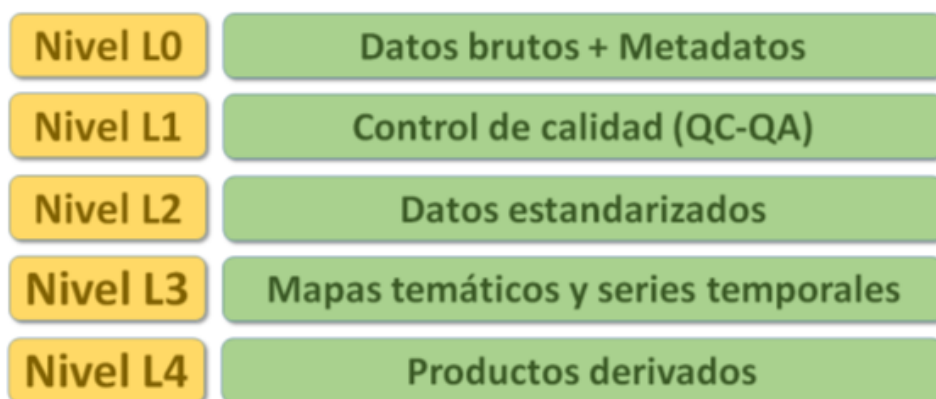 Nivel L0 Datos brutos + Metadatos
Nivel L1 Control de calidad (QC-QA)
Nivel L2 Datos estandarizados
Nivel L3 Mapas temáticos y series temporales
Nivel L4 Productos derivados